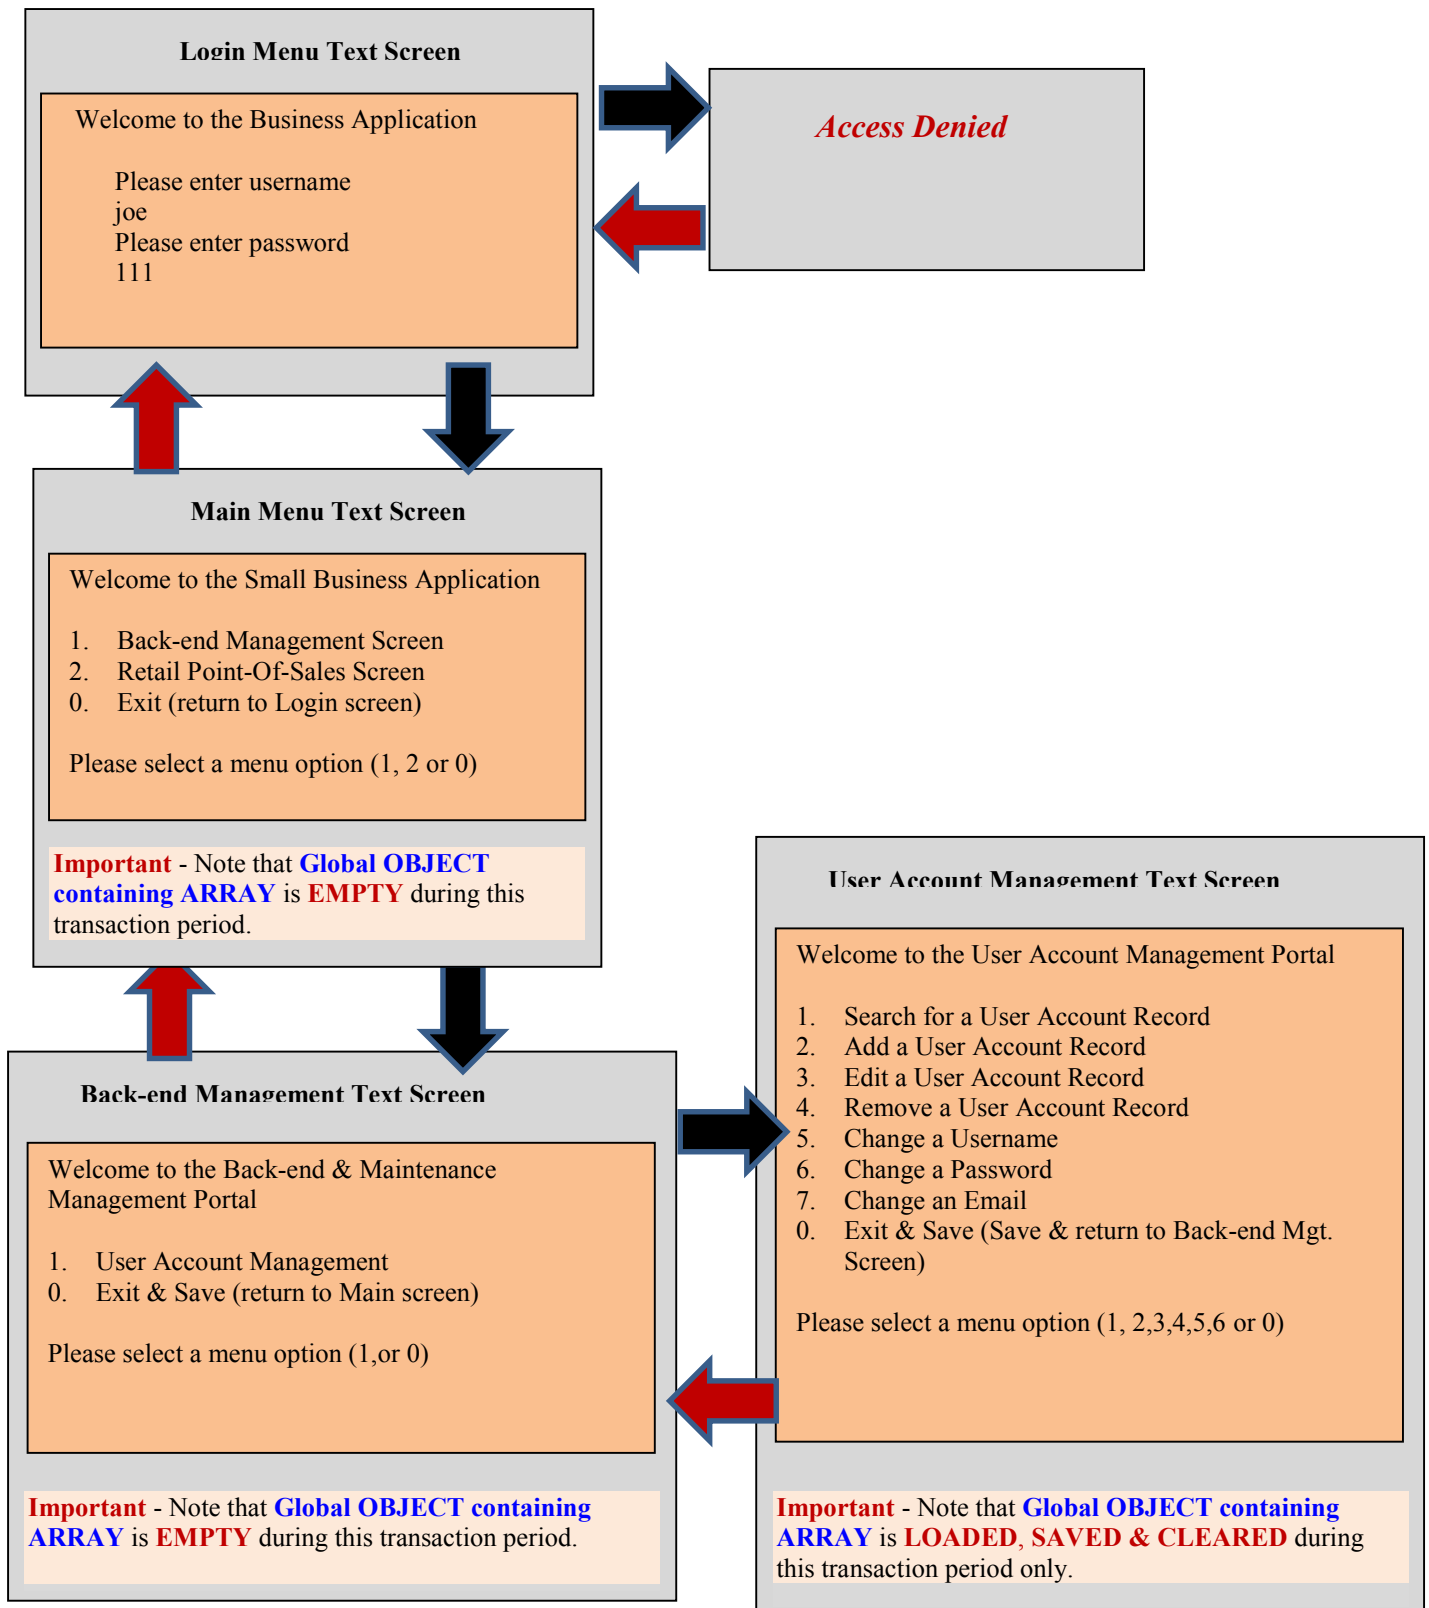 Login Menu Text Screen
Welcome to the Business Application
Please enter username
joe
Please enter password
111
Access Denied
Main Menu Text Screen
Welcome to the Small Business Application
1. Back-end Management Screen
2. Retail Point-Of-Sales Screen
0. Exit (return to Login screen)
Please select a menu option (1, 2 or 0)
Important - Note that Global OBJECT
containing ARRAY is EMPTY during this
transaction period.
Back-end Management Text Screen
Welcome to the Back-end & Maintenance
Management Portal
1. User Account Management
0. Exit & Save (return to Main screen)
Please select a menu option (1,or 0)
Important - Note that Global OBJECT containing
ARRAY is EMPTY during this transaction period.
User Account Management Text Screen
Welcome to the User Account Management Portal
1. Search for a User Account Record
2. Add a User Account Record
3. Edit a User Account Record
4. Remove a User Account Record
5. Change a Username
6. Change a Password
7. Change an Email
0. Exit & Save (Save & return to Back-end Mgt.
Screen)
Please select a menu option (1, 2,3,4,5,6 or 0)
Important - Note that Global OBJECT containing
ARRAY is LOADED, SAVED & CLEARED during
this transaction period only.